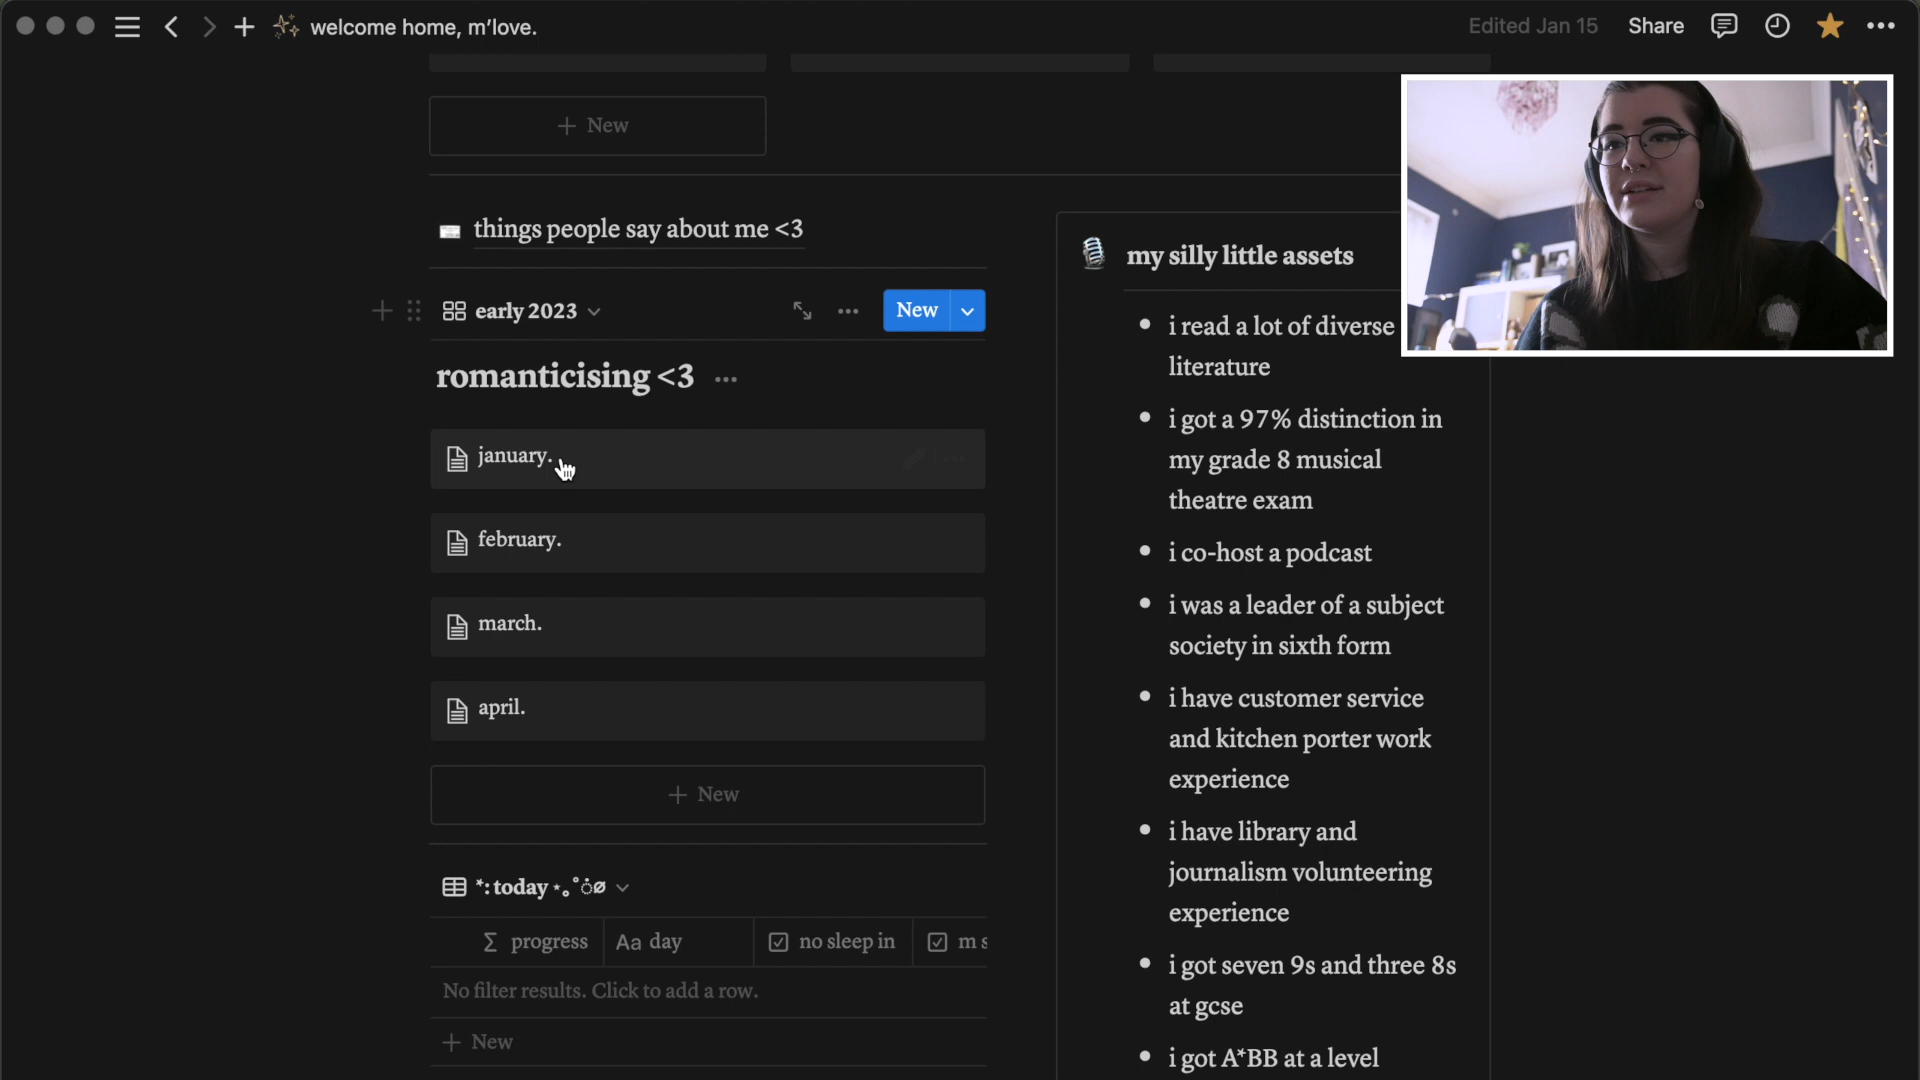 welcome home, m’love.
Edited Jan 15
Share
New
things people say about me <3
early 2023
New
romanticising <3
january.
february.
march.
april.
New
*: today ⋆｡˚
progress
Aa day
no sleep in
m s
No filter results. Click to add a row.
New
my silly little assets
i read a lot of diverse
literature
i got a 97% distinction in
my grade 8 musical
theatre exam
i co-host a podcast
i was a leader of a subject
society in sixth form
i have customer service
and kitchen porter work
experience
i have library and
journalism volunteering
experience
i got seven 9s and three 8s
at gcse
i got A*BB at a level